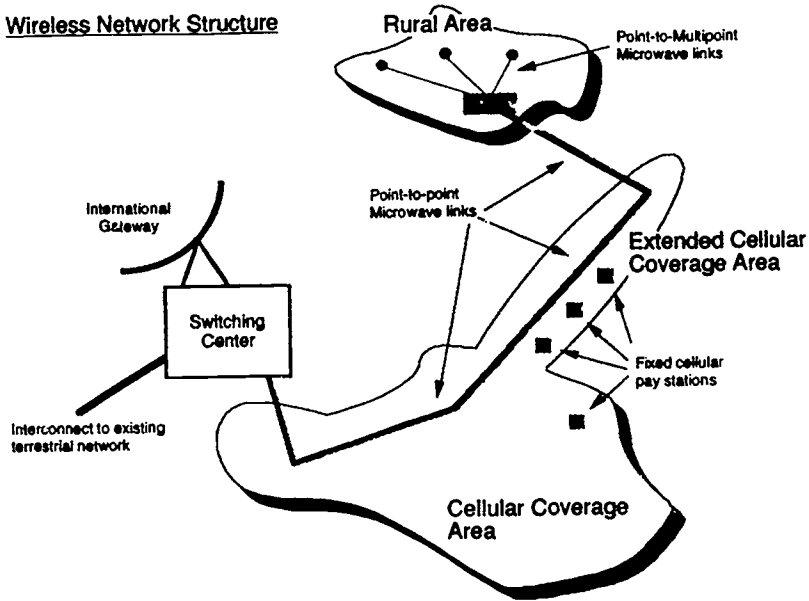 Wireless Network Structure
Rural Area
Point-to-Multipoint
Microwave links
Point-to-point
Microwave links
International
Gateway
Extended Cellular
Coverage Area
Switching
Center
Fixed cellular
pay stations
Interconnect to existing
terrestrial network
Cellular Coverage
Area